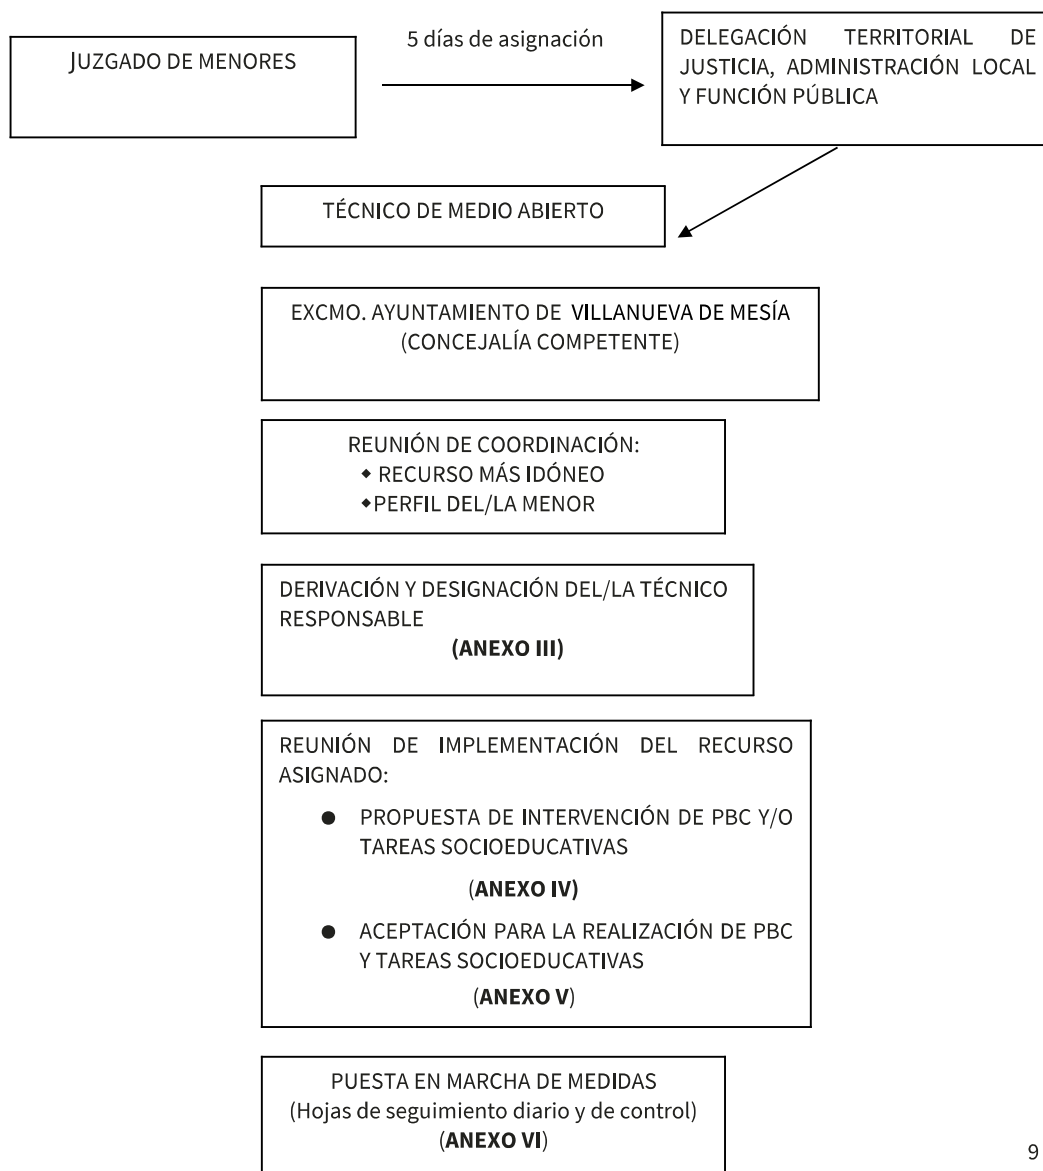 JUZGADO DE MENORES
5 días de asignación
DELEGACIÓN TERRITORIAL DE
JUSTICIA, ADMINISTRACIÓN LOCAL
Y FUNCIÓN PÚBLICA
TÉCNICO DE MEDIO ABIERTO
EXCMO. AYUNTAMIENTO DE VILLANUEVA DE MESÍA
(CONCEJALÍA COMPETENTE)
REUNIÓN DE COORDINACIÓN:
◆ RECURSO MÁS IDÓNEO
◆PERFIL DEL/LA MENOR
DERIVACIÓN Y DESIGNACIÓN DEL/LA TÉCNICO
RESPONSABLE
(ANEXO III)
REUNIÓN DE IMPLEMENTACIÓN DEL RECURSO
ASIGNADO:
● PROPUESTA DE INTERVENCIÓN DE PBC Y/O
TAREAS SOCIOEDUCATIVAS
(ANEXO IV)
● ACEPTACIÓN PARA LA REALIZACIÓN DE PBC
Y TAREAS SOCIOEDUCATIVAS
(ANEXO V)
PUESTA EN MARCHA DE MEDIDAS
(Hojas de seguimiento diario y de control)
(ANEXO VI)
9